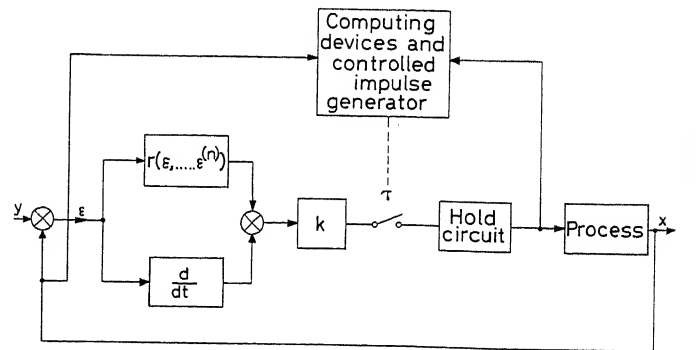 Computing
devices and
controlled
impulse
generator
r(ε,.....ε(n))
τ
y
ε
k
Hold
circuit
Process
x
d
dt